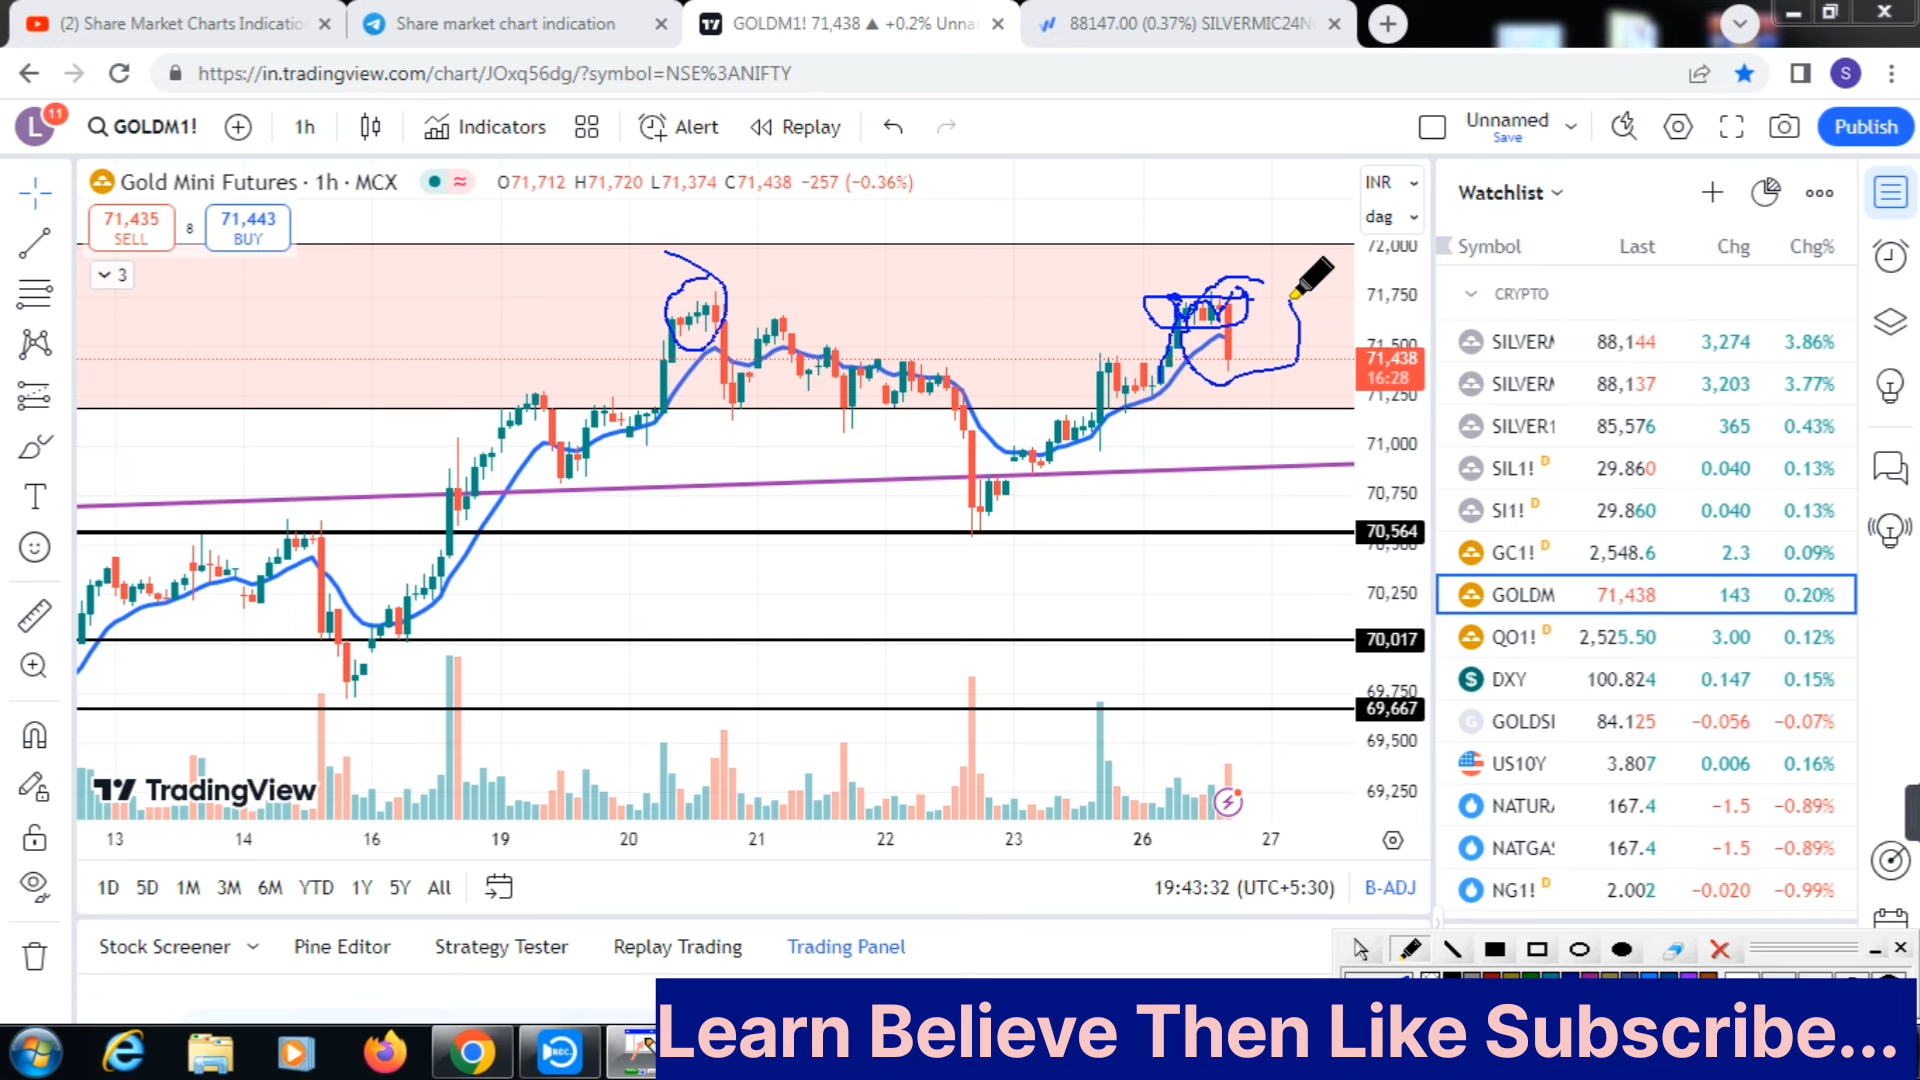 (2) Share Market Charts Indicatio
Share market chart indication
GOLDM1! 71,438 ▲ +0.2% Unna
88147.00 (0.37%) SILVERMIC24N
https://in.tradingview.com/chart/JOxq56dg/?symbol=NSE%3ANIFTY
S
L
11
GOLDM1!
1h
Indicators
Alert
Replay
Unnamed
Save
Publish
Gold Mini Futures · 1h · MCX
O71,712 H71,720 L71,374 C71,438 −257 (−0.36%)
71,435
SELL
8
71,443
BUY
3
INR
dag
72,000
71,750
71,500
71,438
16:28
71,250
71,000
70,750
70,564
70,500
70,250
70,017
69,750
69,667
69,500
69,250
TradingView
13 14 16 19 20 21 22 23 26 27
1D 5D 1M 3M 6M YTD 1Y 5Y All
19:43:32 (UTC+5:30)
B-ADJ
Stock Screener Pine Editor Strategy Tester Replay Trading Trading Panel
Watchlist
Symbol Last Chg Chg%
CRYPTO
SILVERM 88,144 3,274 3.86%
SILVERM 88,137 3,203 3.77%
SILVER1 85,576 365 0.43%
SIL1! D 29.860 0.040 0.13%
SI1! D 29.860 0.040 0.13%
GC1! D 2,548.6 2.3 0.09%
GOLDM 71,438 143 0.20%
QO1! D 2,525.50 3.00 0.12%
DXY 100.824 0.147 0.15%
GOLDSI 84.125 −0.056 −0.07%
US10Y 3.807 0.006 0.16%
NATURA 167.4 −1.5 −0.89%
NATGAS 167.4 −1.5 −0.89%
NG1! D 2.002 −0.020 −0.99%
REC
Learn Believe Then Like Subscribe...